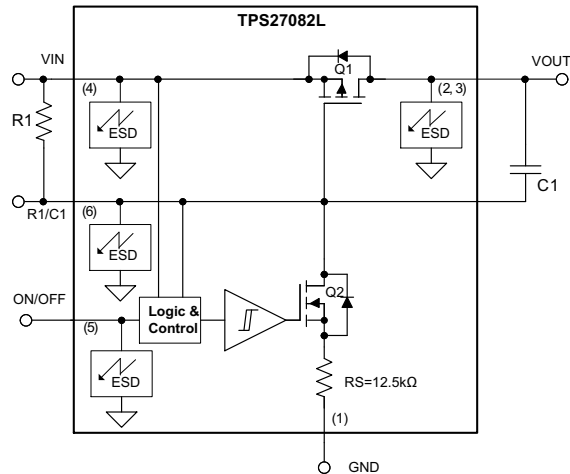 TPS27082L
VIN
VOUT
Q1
(4)
(2, 3)
R1
ESD
ESD
C1
R1/C1
(6)
ESD
Q2
ON/OFF
(5)
Logic &
Control
ESD
RS=12.5kΩ
(1)
GND